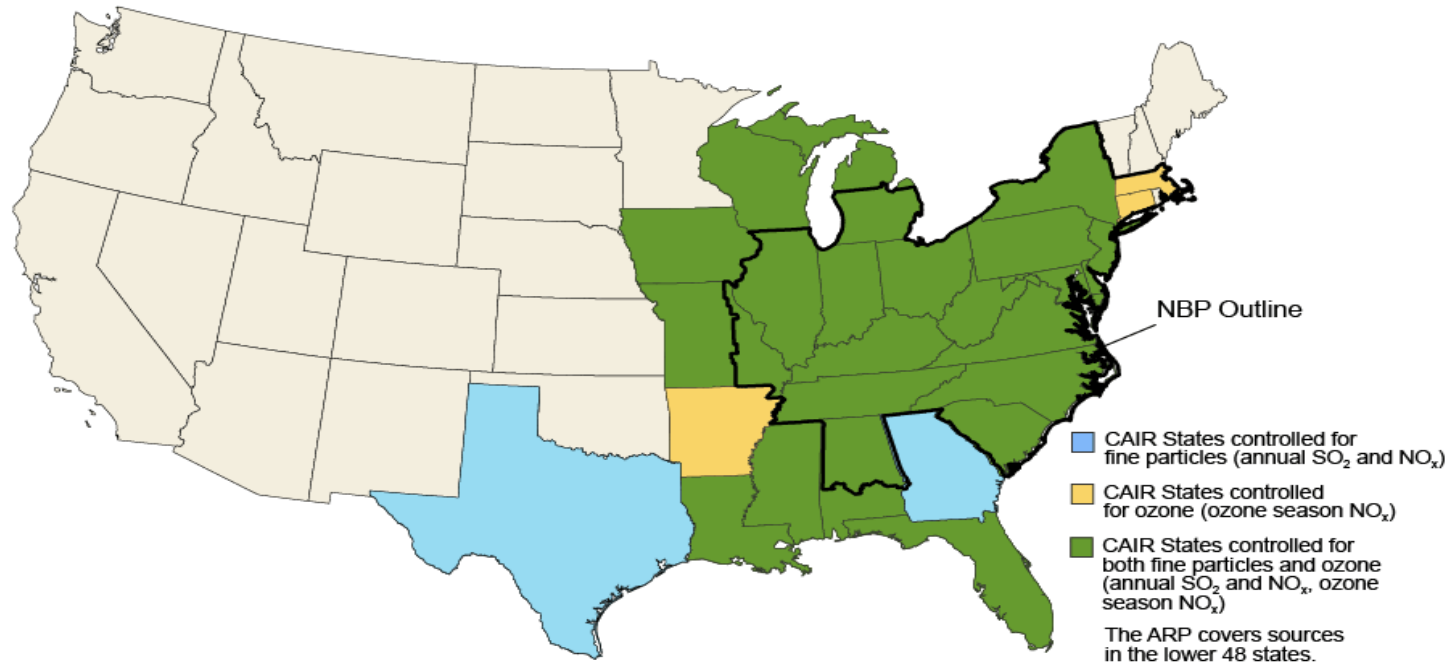 NBP Outline
CAIR States controlled for
fine particles (annual SO₂ and NOₓ)
CAIR States controlled
for ozone (ozone season NOₓ)
CAIR States controlled for
both fine particles and ozone
(annual SO₂ and NOₓ, ozone
season NOₓ)
The ARP covers sources
in the lower 48 states.